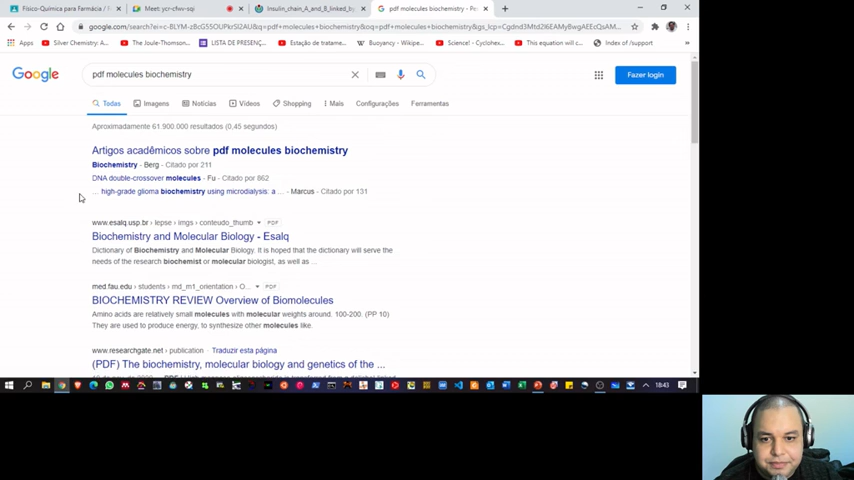 Físico-Química para Farmácia /
Meet: ycr-cfwv-sqi
Insulin_chain_A_and_B_linked_by
pdf molecules biochemistry - Pe
google.com/search?ei=c-BLYM-
Apps
Silver Chemistry: A...
The Joule-Thomson...
LISTA DE PRESENÇ...
Estação de tratame...
Buoyancy - Wikipe...
Science! - Cyclohex...
This equation will c...
Index of /support
Google
pdf molecules biochemistry
Fazer login
Todas
Imagens
Notícias
Vídeos
Shopping
Mais
Configurações
Ferramentas
Aproximadamente 61.900.000 resultados (0,45 segundos)
Artigos acadêmicos sobre pdf molecules biochemistry
Biochemistry - Berg - Citado por 211
DNA double-crossover molecules - Fu - Citado por 862
... high-grade glioma biochemistry using microdialysis: a ... - Marcus - Citado por 131
www.esalq.usp.br › lepse › imgs › conteudo_thumb PDF
Biochemistry and Molecular Biology - Esalq
Dictionary of Biochemistry and Molecular Biology. It is hoped that the dictionary will serve the
needs of the research biochemist or molecular biologist, as well as ...
med.fau.edu › students › md_m1_orientation › O... PDF
BIOCHEMISTRY REVIEW Overview of Biomolecules
Amino acids are relatively small molecules with molecular weights around. 100-200. (PP 10)
They are used to produce energy, to synthesize other molecules like.
www.researchgate.net › publication Traduzir esta página
(PDF) The biochemistry, molecular biology and genetics of the ...
18:43